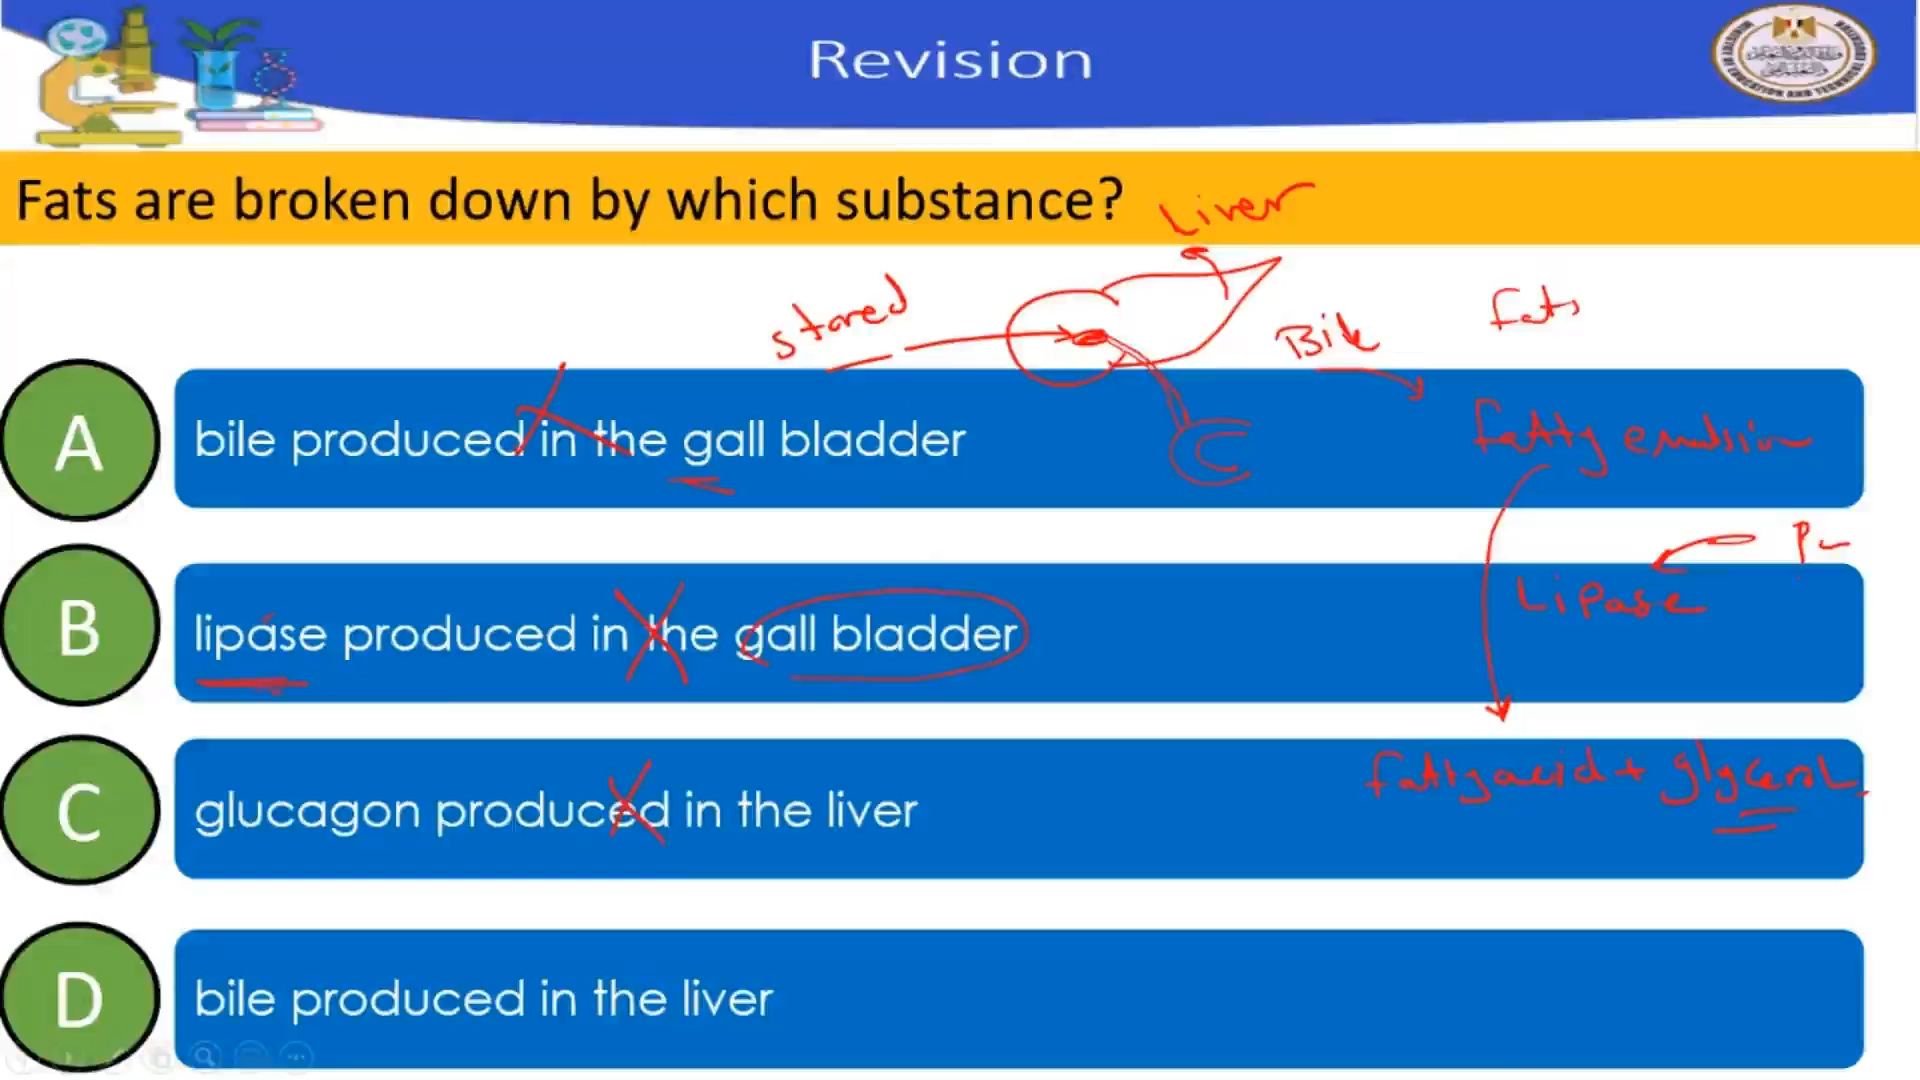 Revision
Fats are broken down by which substance?
Liver
stored
Bile
fats
A
bile produced in the gall bladder
fatty emulsion
P
B
lipase produced in the gall bladder
Lipase
C
glucagon produced in the liver
fatty acid + glycerol
D
bile produced in the liver